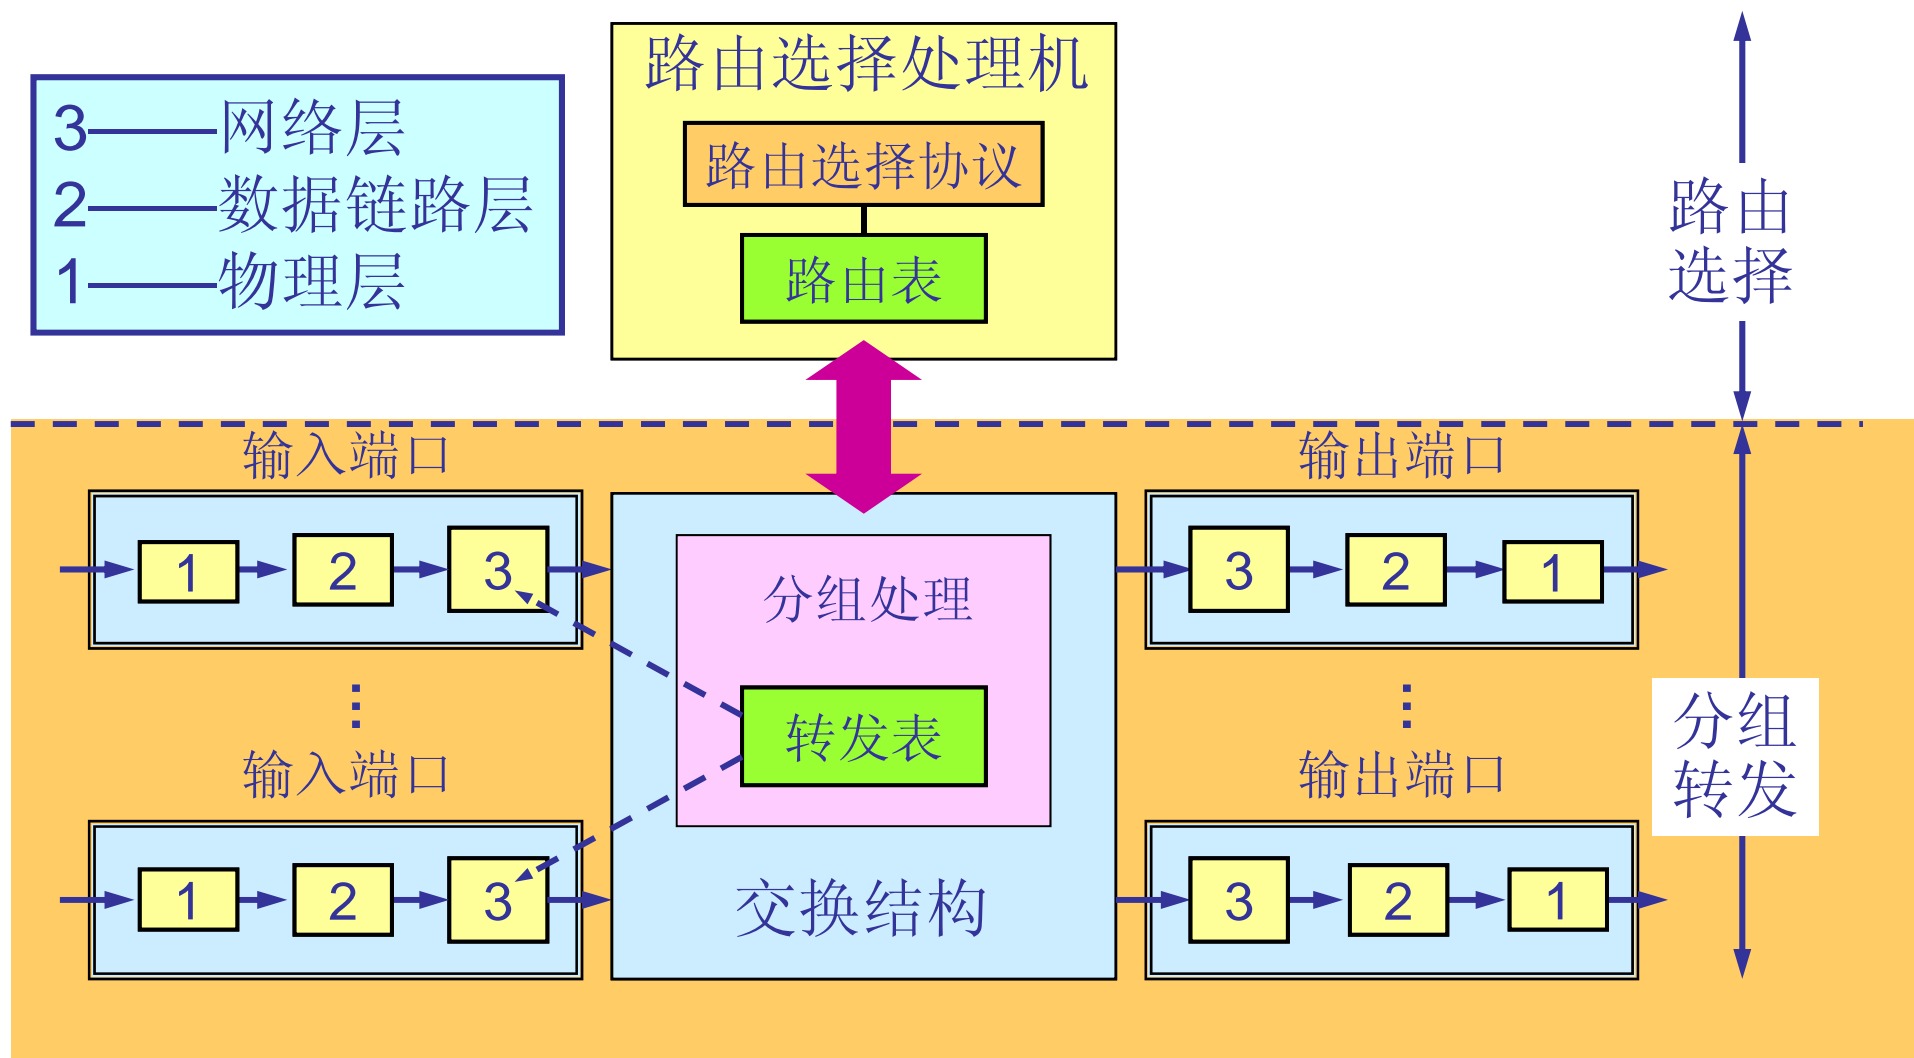 路由选择处理机
3——网络层
2——数据链路层
1——物理层
路由选择协议
路由表
路由
选择
输入端口
输出端口
1
2
3
3
2
1
分组处理
转发表
分组
转发
⋮
⋮
输入端口
输出端口
1
2
3
3
2
1
交换结构